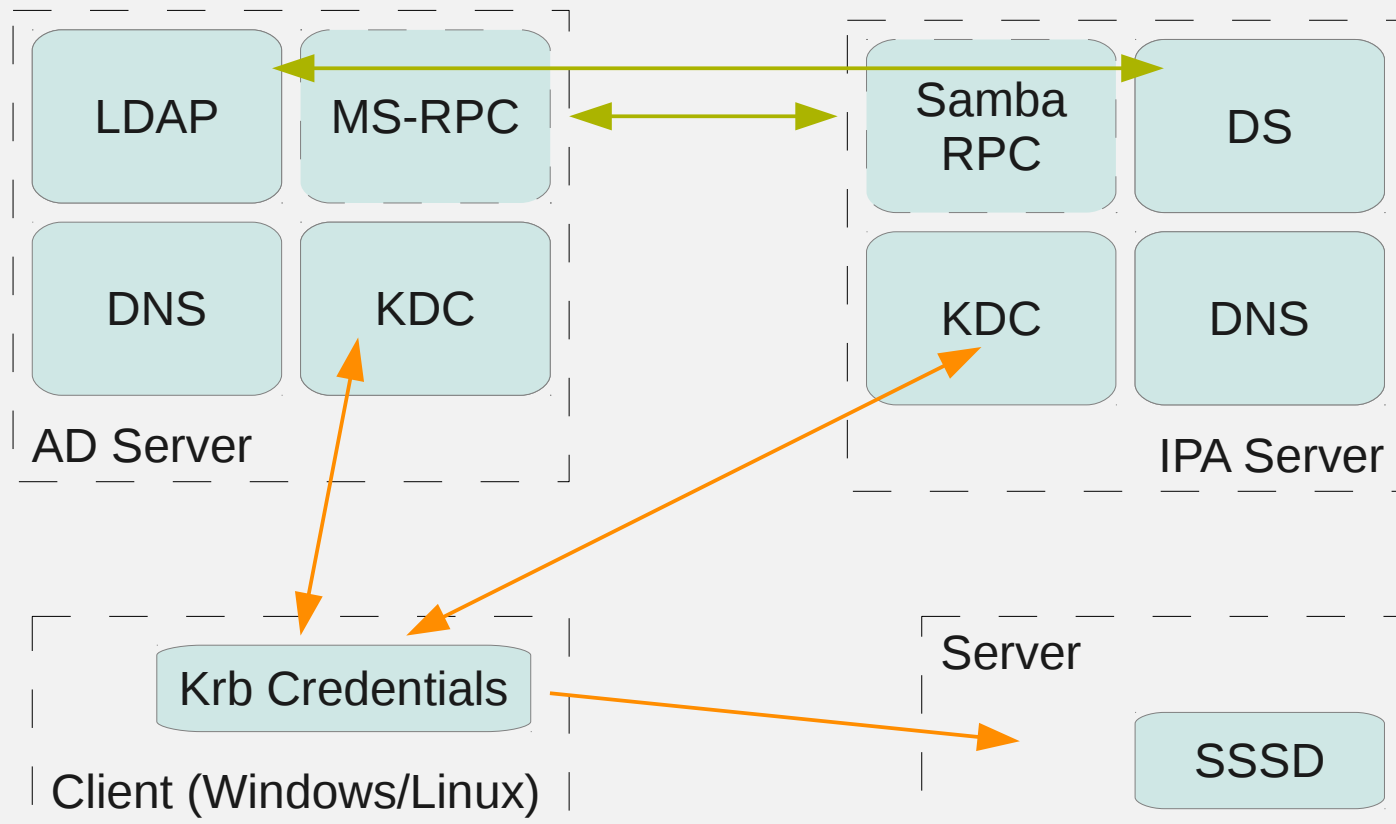 LDAP
MS-RPC
DNS
KDC
AD Server
Samba
RPC
DS
KDC
DNS
IPA Server
Krb Credentials
Client (Windows/Linux)
Server
SSSD